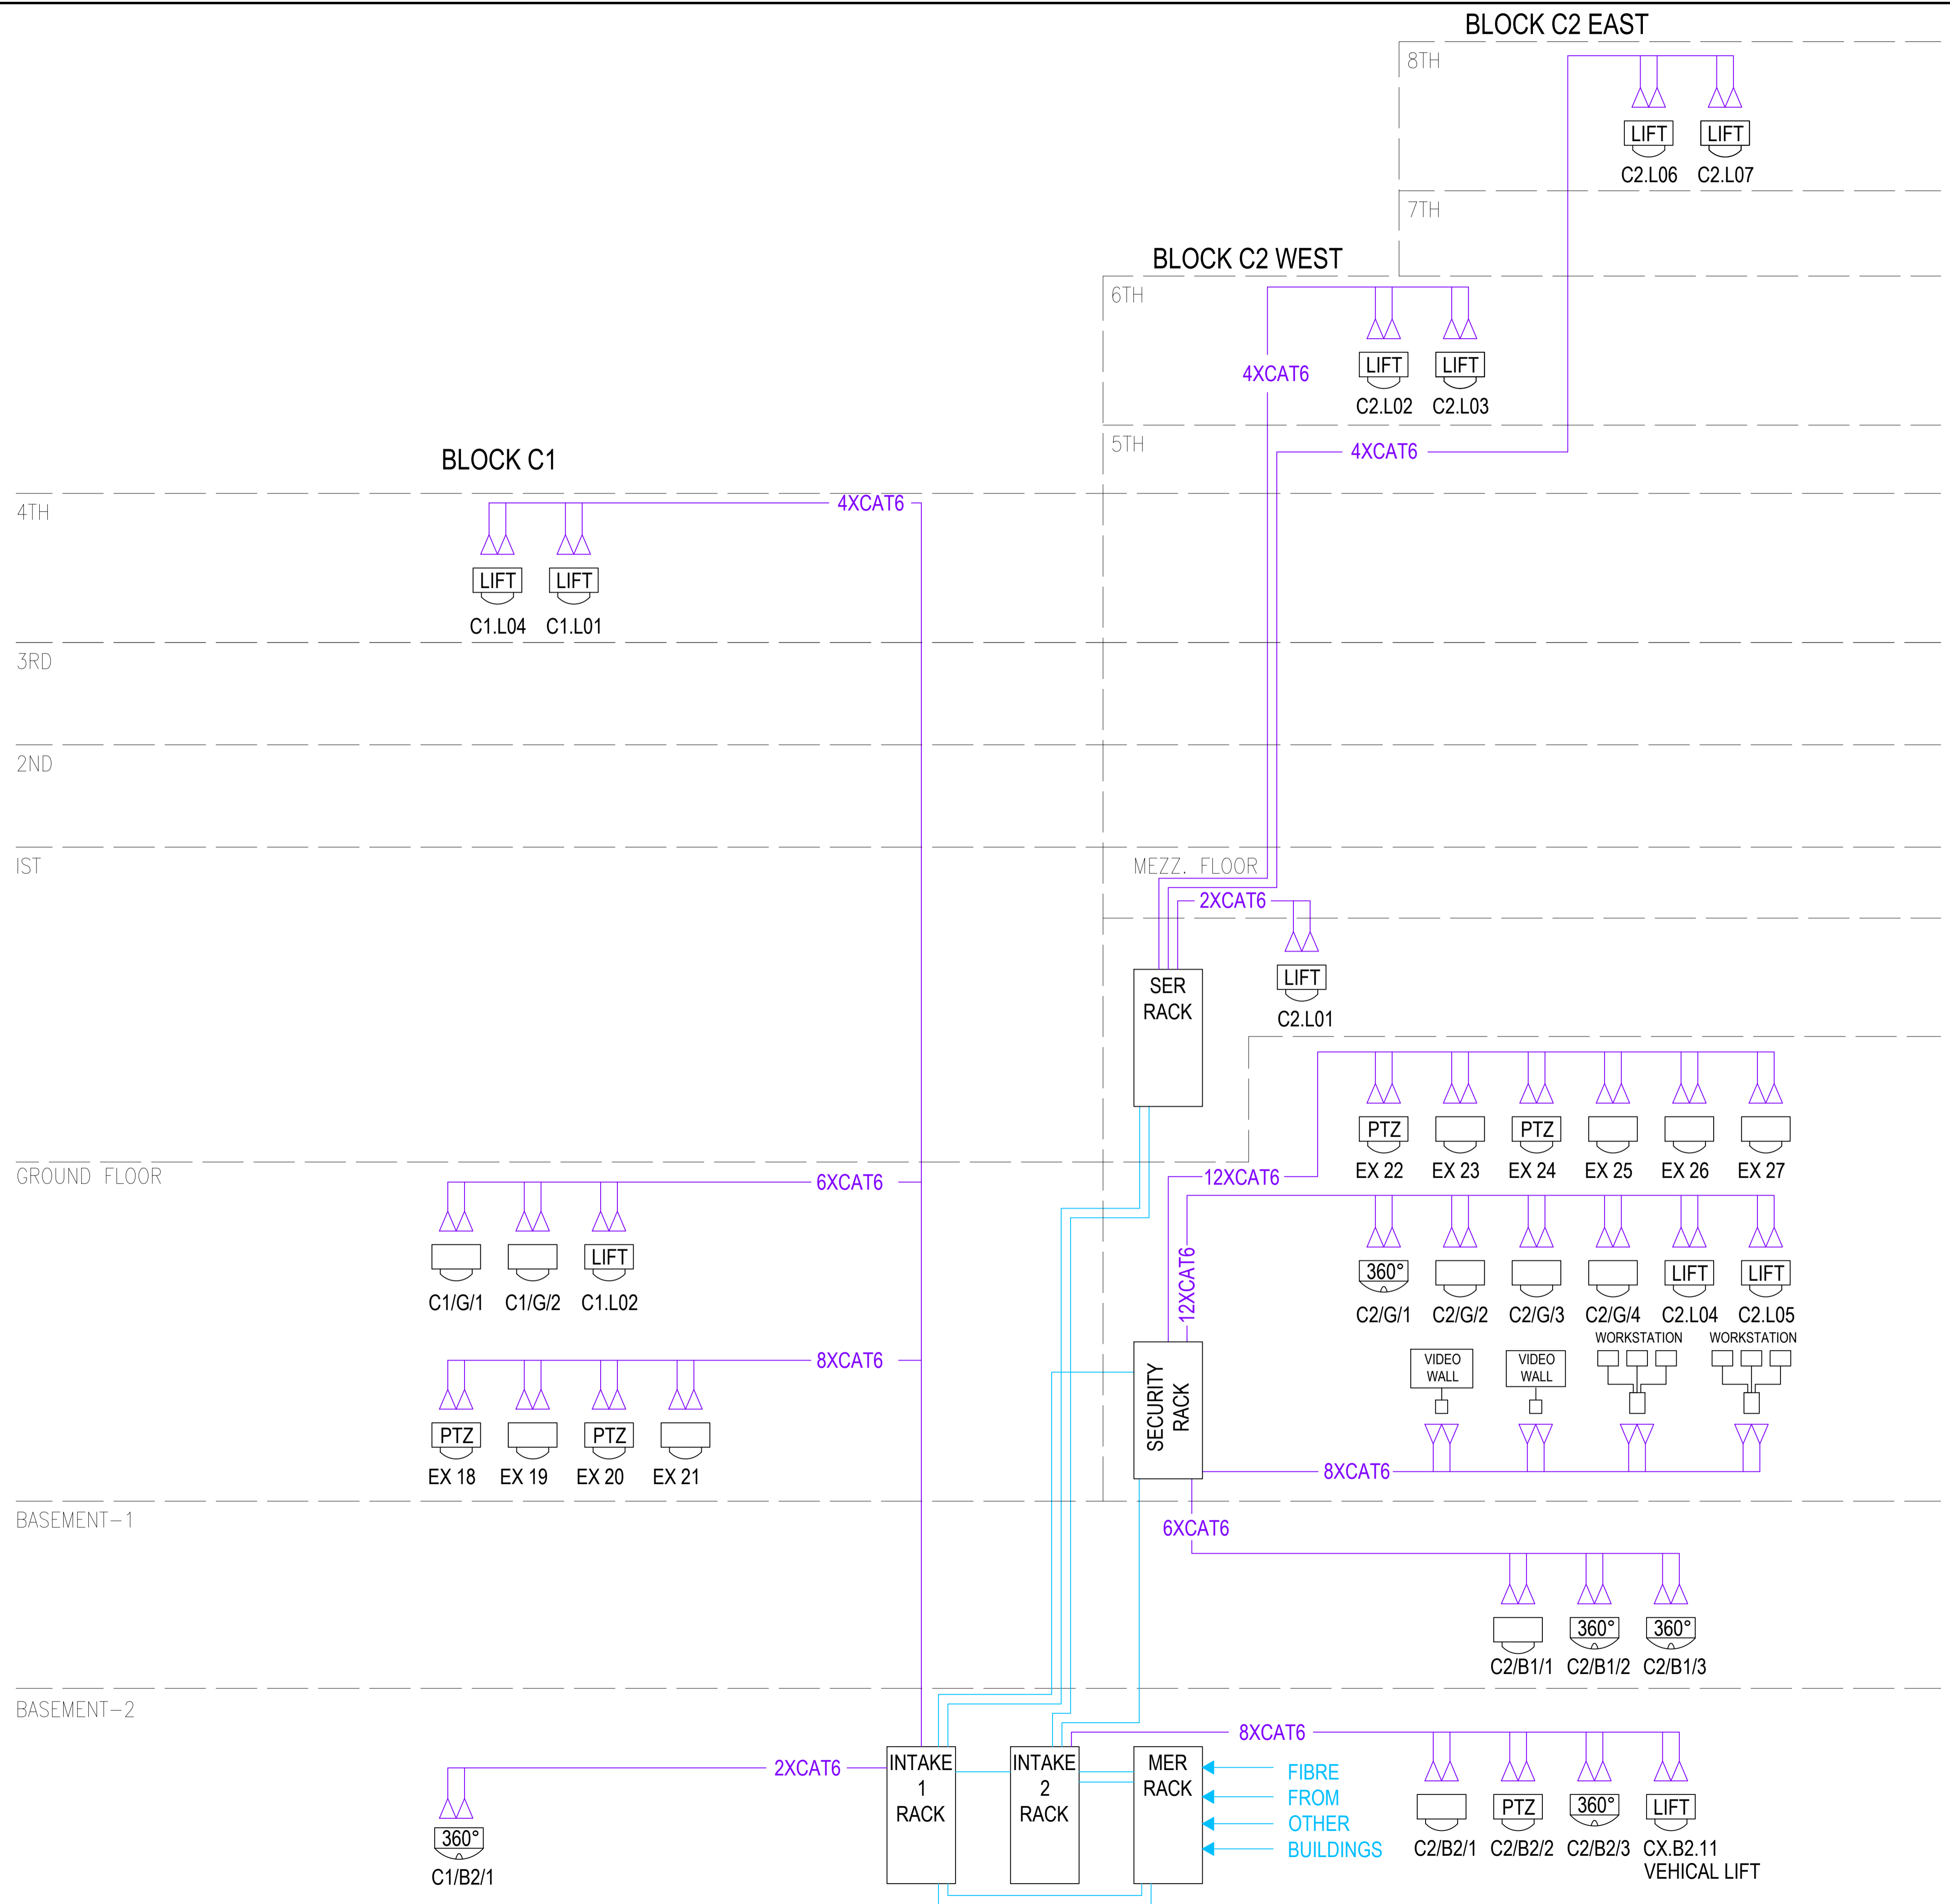 BLOCK C2 EAST
8TH
LIFT LIFT
C2.L06 C2.L07
7TH
BLOCK C2 WEST
6TH
LIFT LIFT
4XCAT6
C2.L02 C2.L03
5TH
4XCAT6
BLOCK C1
4XCAT6
4TH
LIFT LIFT
C1.L04 C1.L01
3RD
2ND
IST
MEZZ. FLOOR
2XCAT6
LIFT
C2.L01
SER
RACK
PTZ PTZ
EX 22 EX 23 EX 24 EX 25 EX 26 EX 27
GROUND FLOOR
12XCAT6
6XCAT6
LIFT
C1/G/1 C1/G/2 C1.L02
12XCAT6
360° LIFT LIFT
C2/G/1 C2/G/2 C2/G/3 C2/G/4 C2.L04 C2.L05
WORKSTATION WORKSTATION
VIDEO
WALL
VIDEO
WALL
8XCAT6
SECURITY
RACK
PTZ PTZ
EX 18 EX 19 EX 20 EX 21
8XCAT6
BASEMENT-1
6XCAT6
360° 360°
C2/B1/1 C2/B1/2 C2/B1/3
BASEMENT-2
8XCAT6
2XCAT6
INTAKE
1
RACK
INTAKE
2
RACK
MER
RACK
FIBRE
FROM
OTHER
BUILDINGS
PTZ 360° LIFT
C2/B2/1 C2/B2/2 C2/B2/3 CX.B2.11
VEHICAL LIFT
360°
C1/B2/1